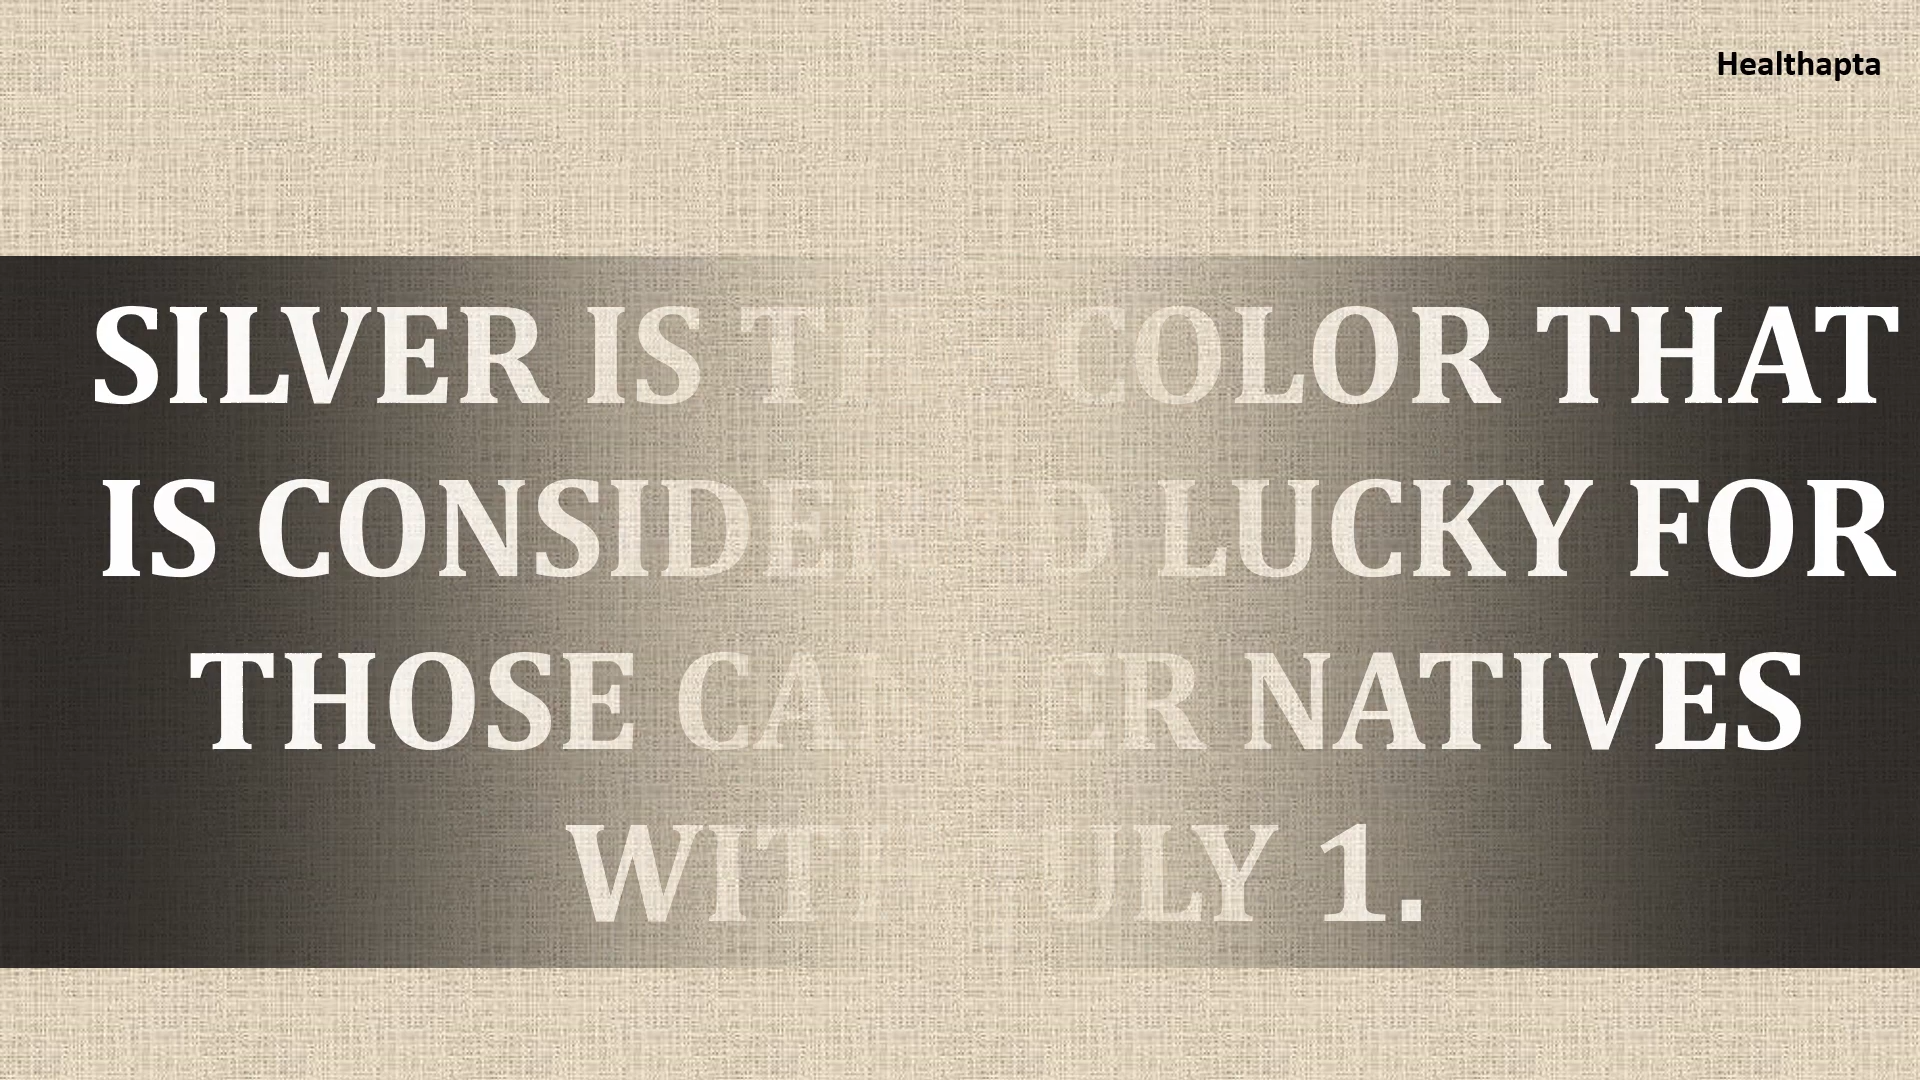 Healthapta
SILVER IS THE COLOR THAT
IS CONSIDERED LUCKY FOR
THOSE CANCER NATIVES
WITH JULY 1.